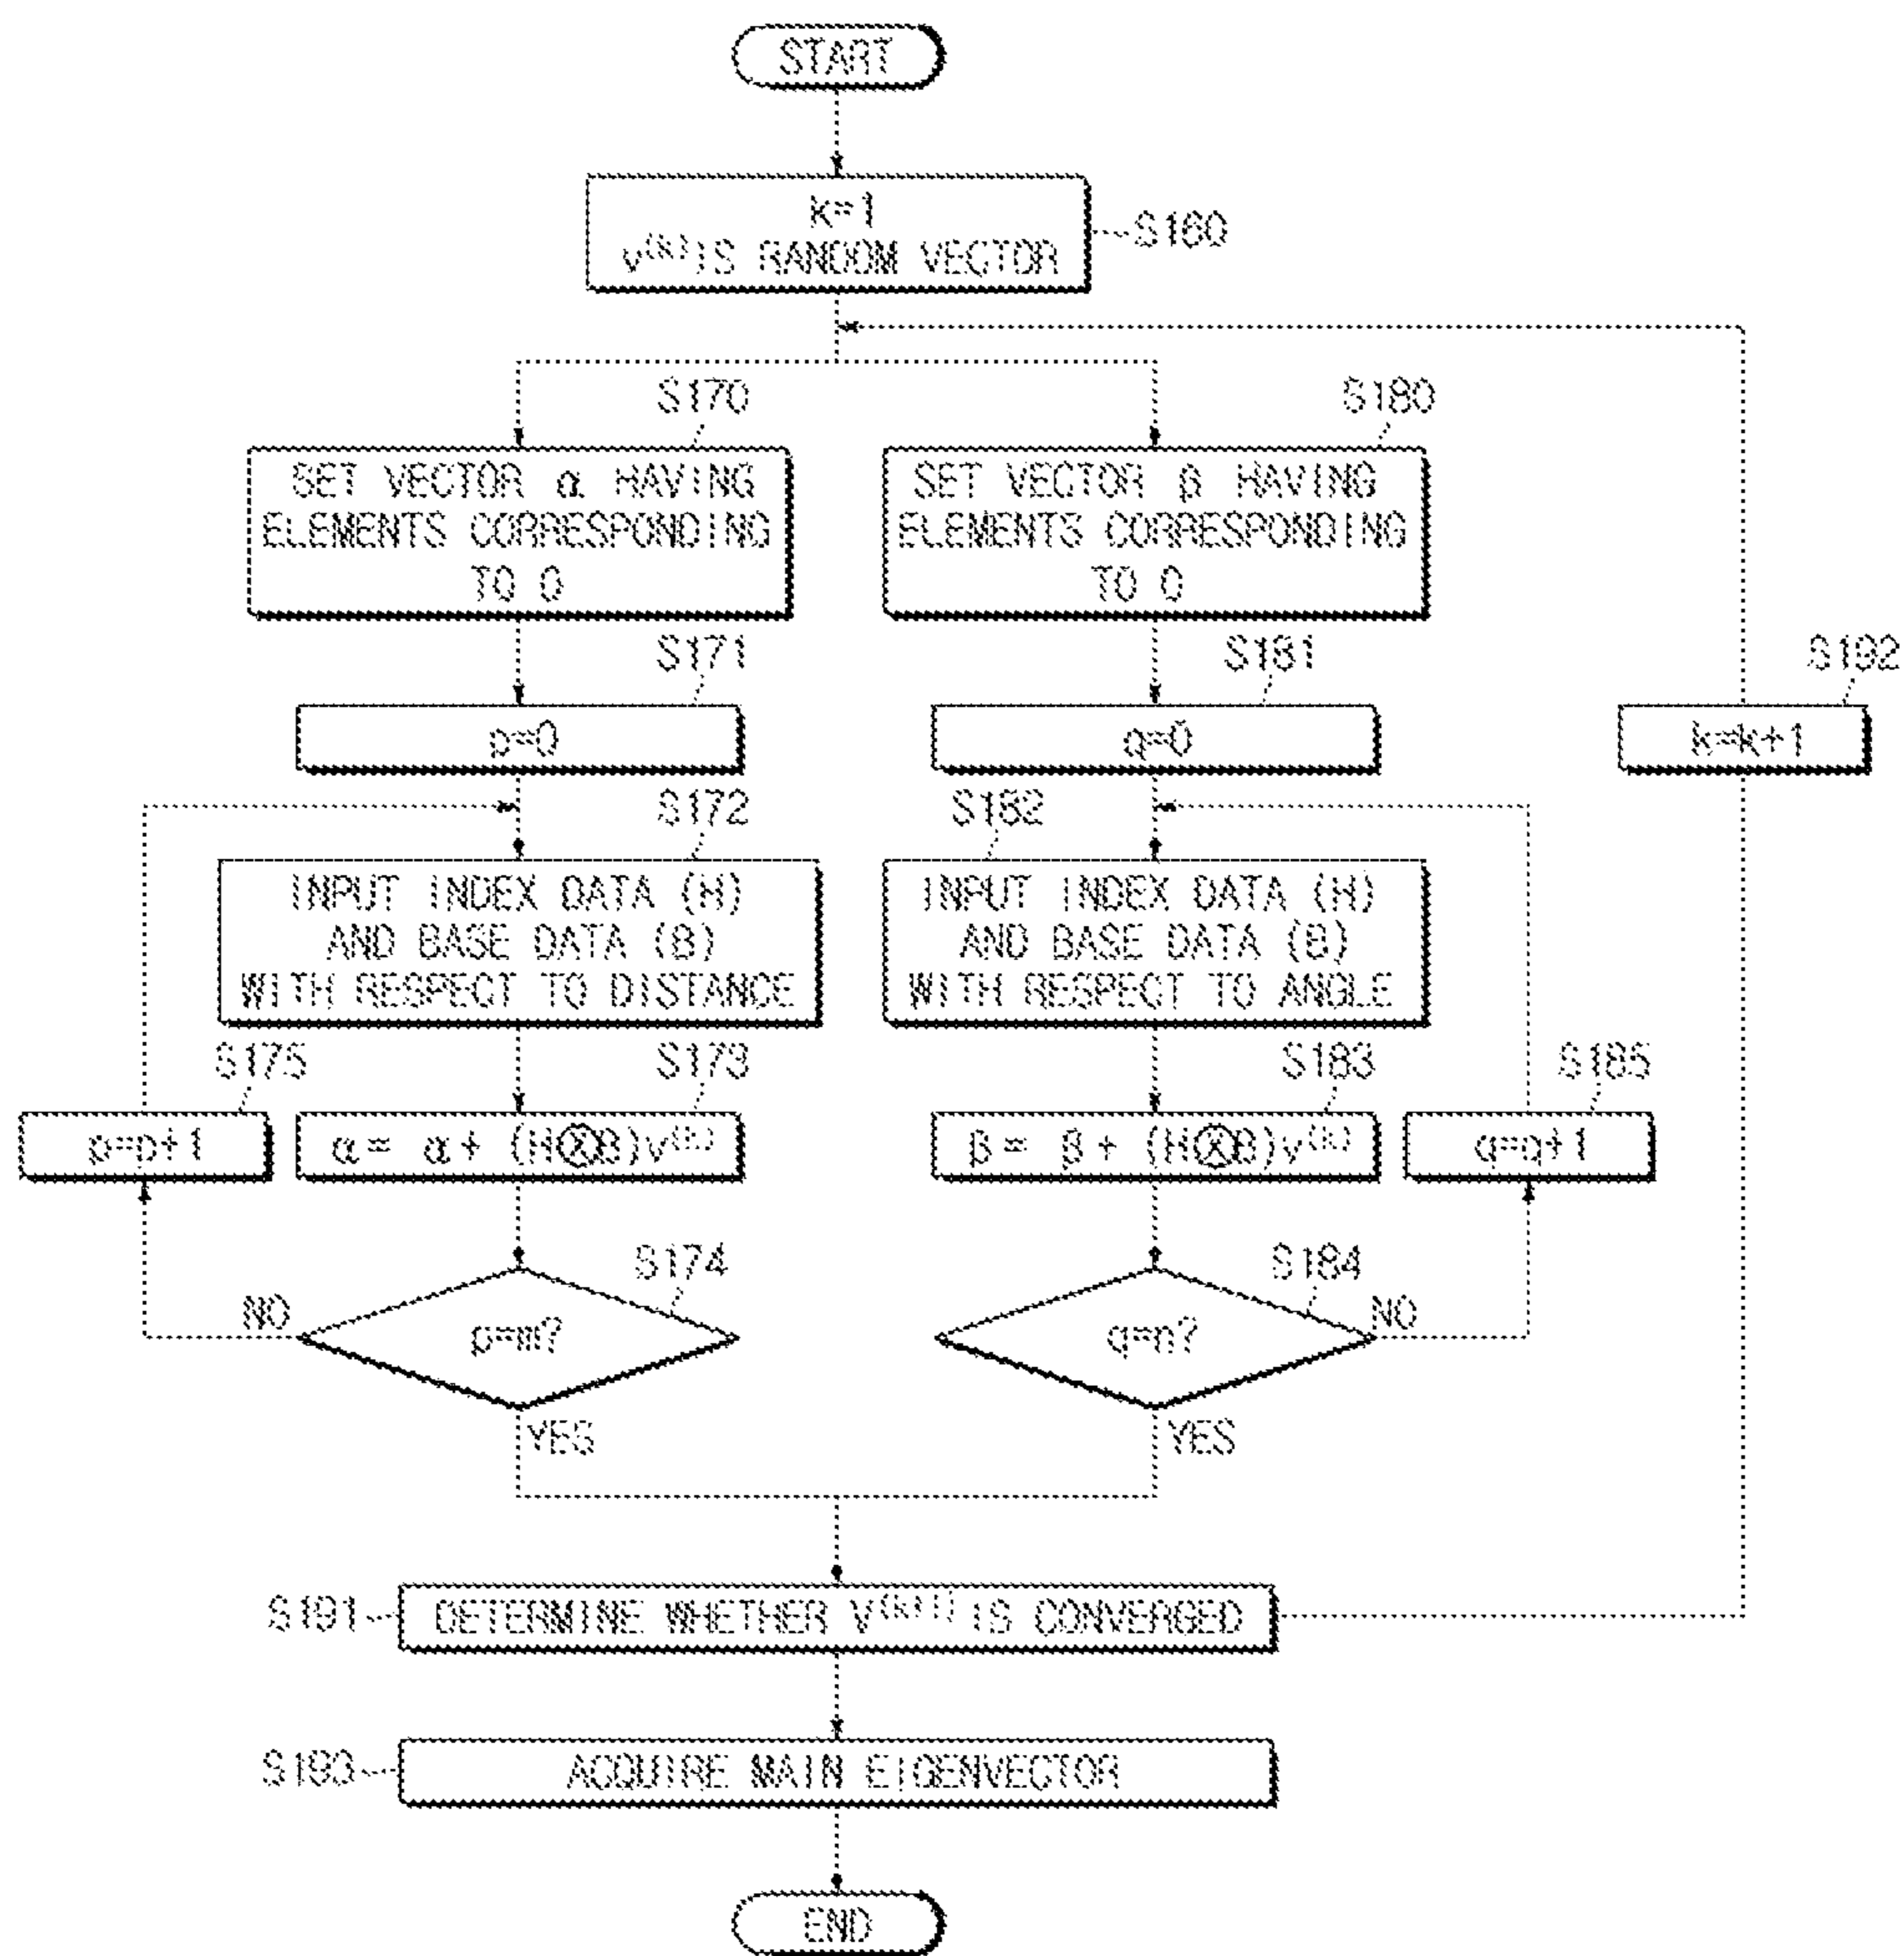 START
k=1
v^(k) IS RANDOM VECTOR
S160
S170
S180
SET VECTOR α HAVING
ELEMENTS CORRESPONDING
TO 0
SET VECTOR β HAVING
ELEMENTS CORRESPONDING
TO 0
S171
S181
S192
p=0
q=0
k=k+1
S172
S182
INPUT INDEX DATA (H)
AND BASE DATA (B)
WITH RESPECT TO DISTANCE
INPUT INDEX DATA (H)
AND BASE DATA (B)
WITH RESPECT TO ANGLE
S175
S173
S183
S185
p=p+1
α = α + (H⊗B)v^(k)
β = β + (H⊗B)v^(k)
q=q+1
S174
S184
NO
p=m?
q=n?
NO
YES
YES
S191
DETERMINE WHETHER V^(k+1) IS CONVERGED
S193
ACQUIRE MAIN EIGENVECTOR
END